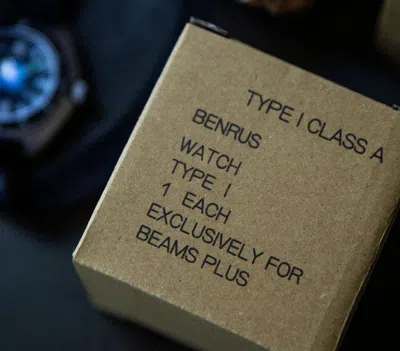 TYPE I CLASS A
BENRUS
WATCH
TYPE I
1 EACH
EXCLUSIVELY FOR
BEAMS PLUS